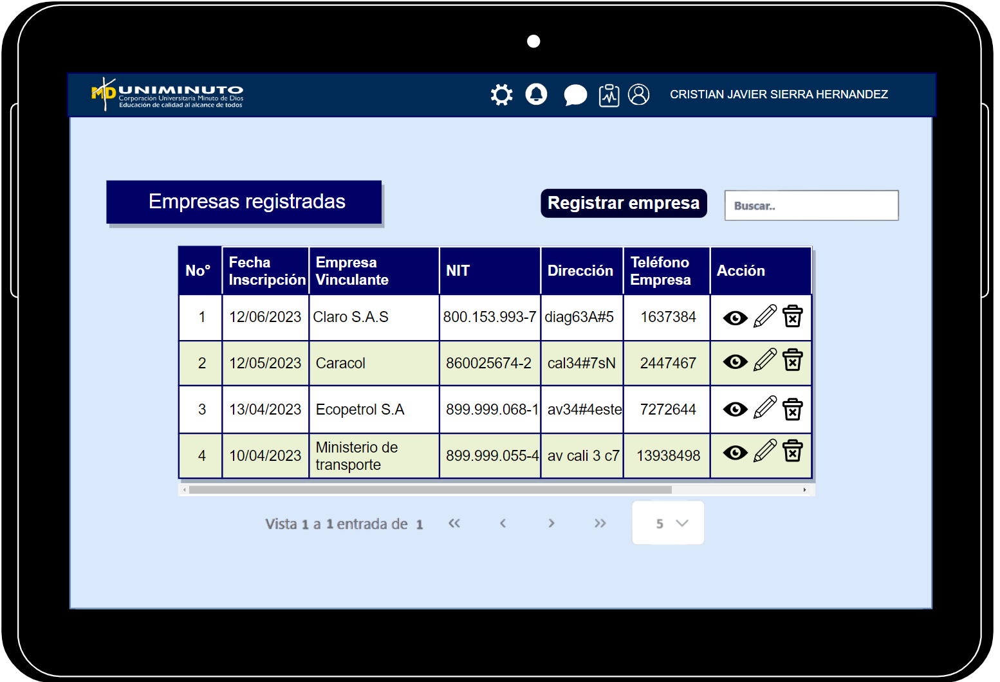 MD UNIMINUTO
Corporación Universitaria Minuto de Dios
Educación de calidad al alcance de todos
CRISTIAN JAVIER SIERRA HERNANDEZ
Empresas registradas
Registrar empresa
Buscar..
No° Fecha Inscripción Empresa Vinculante NIT Dirección Teléfono Empresa Acción
1 12/06/2023 Claro S.A.S 800.153.993-7 diag63A#5 1637384
2 12/05/2023 Caracol 860025674-2 cal34#7sN 2447467
3 13/04/2023 Ecopetrol S.A 899.999.068-1 av34#4este 7272644
4 10/04/2023 Ministerio de transporte 899.999.055-4 av cali 3 c7 13938498
Vista 1 a 1 entrada de 1 « ‹ › » 5